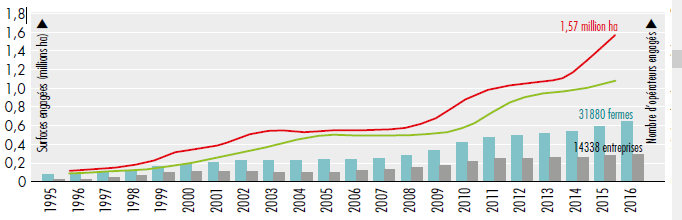 1,8
1,6
1,4
1,2
1,0
0,8
0,6
0,4
0,2
0
Surfaces engagées (millions ha)
1,57 million ha
31880 fermes
14338 entreprises
Nombre d'opérateurs engagés
1995 1996 1997 1998 1999 2000 2001 2002 2003 2004 2005 2006 2007 2008 2009 2010 2011 2012 2013 2014 2015 2016